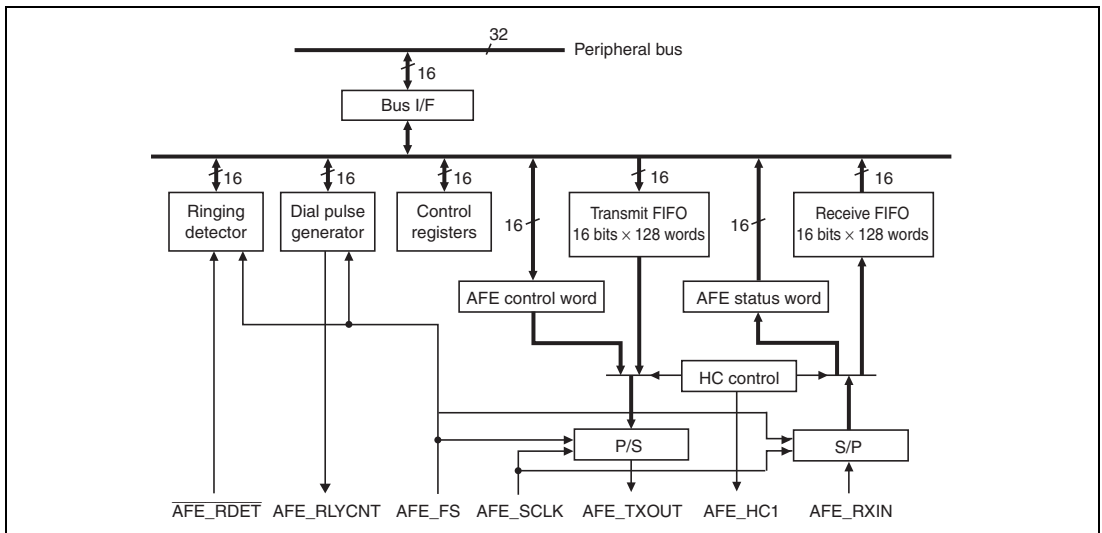 32
Peripheral bus
16
Bus I/F
16
16
16
16
16
Ringing
detector
Dial pulse
generator
Control
registers
16
Transmit FIFO
16 bits × 128 words
16
Receive FIFO
16 bits × 128 words
AFE control word
AFE status word
HC control
P/S
S/P
AFE_RDET
AFE_RLYCNT
AFE_FS
AFE_SCLK
AFE_TXOUT
AFE_HC1
AFE_RXIN